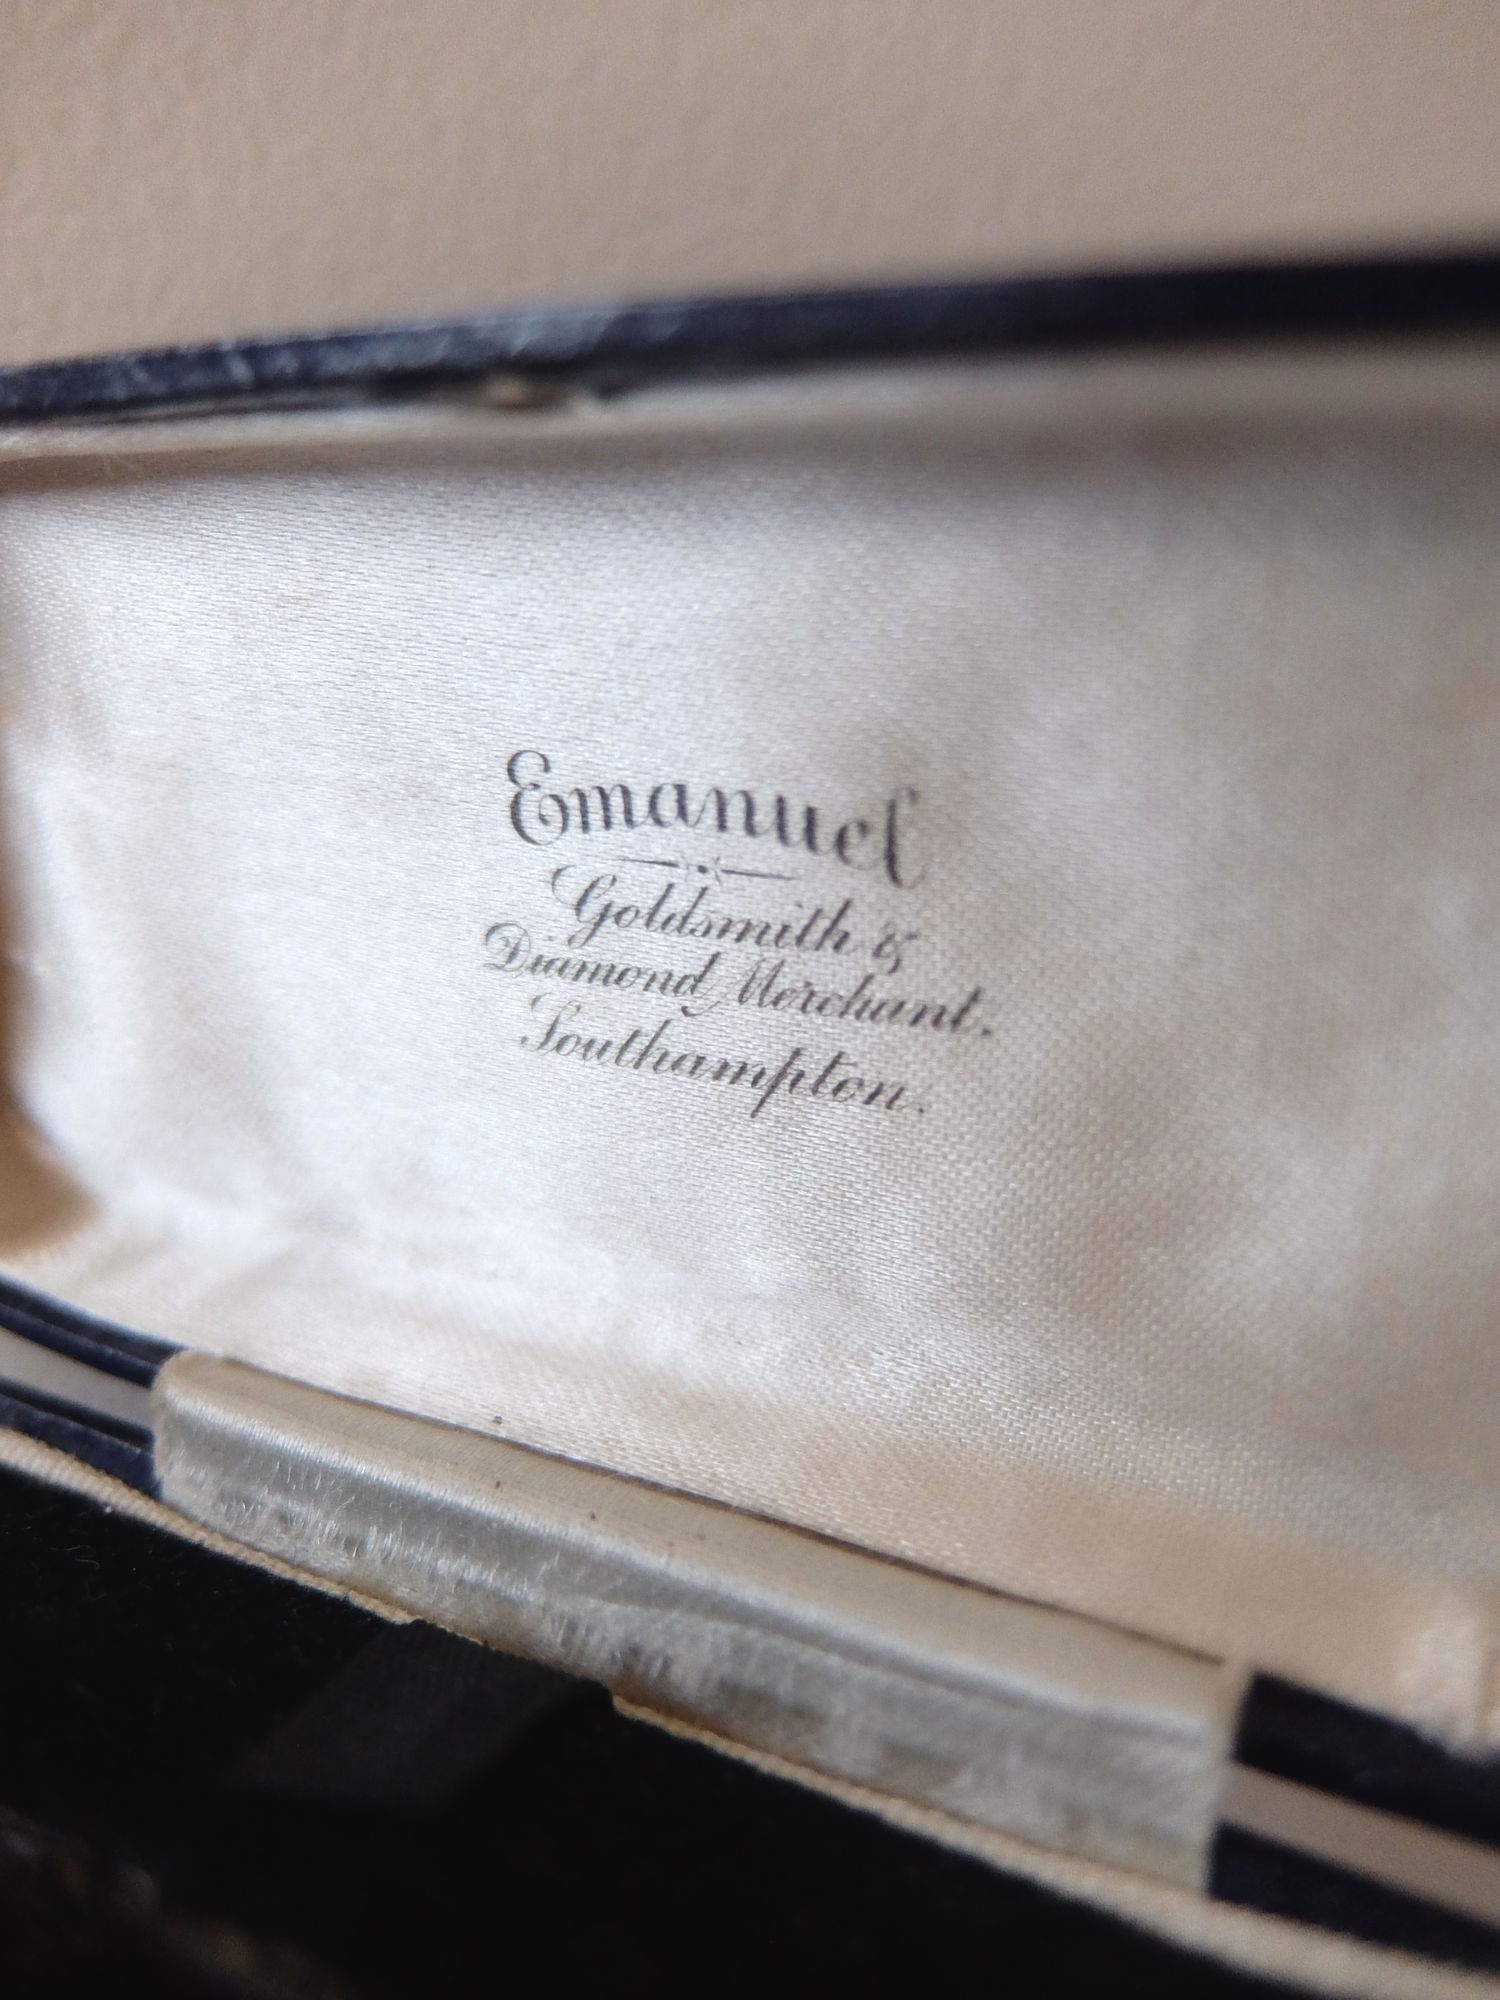 Emanuel
Goldsmith &
Diamond Merchant.
Southampton.